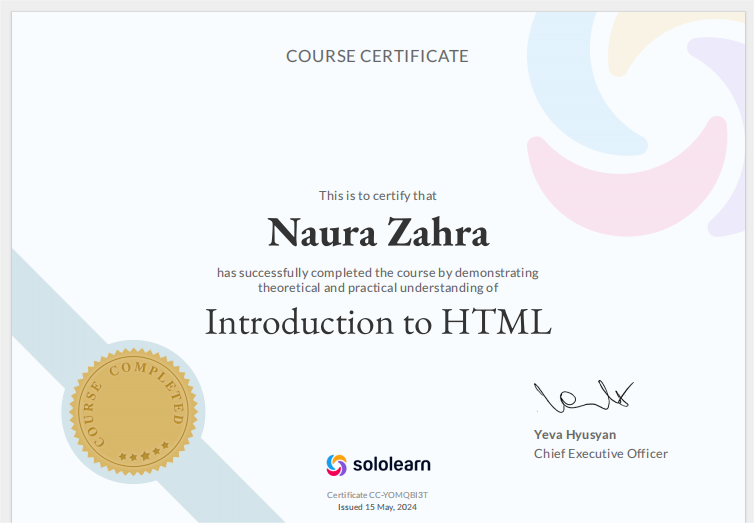 COURSE CERTIFICATE
This is to certify that
Naura Zahra
has successfully completed the course by demonstrating
theoretical and practical understanding of
Introduction to HTML
COURSE COMPLETED
Yeva Hyusyan
Chief Executive Officer
sololearn
Certificate CC-YOMQBI3T
Issued 15 May, 2024